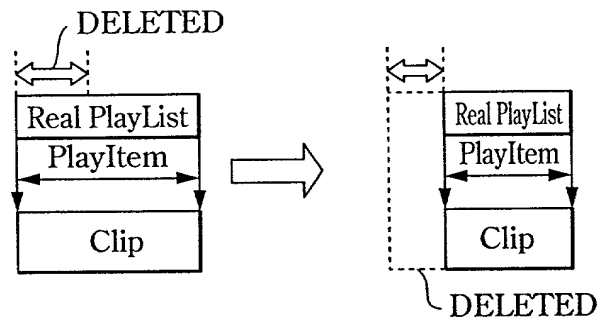 DELETED
Real PlayList
PlayItem
Clip
Real PlayList
PlayItem
Clip
DELETED